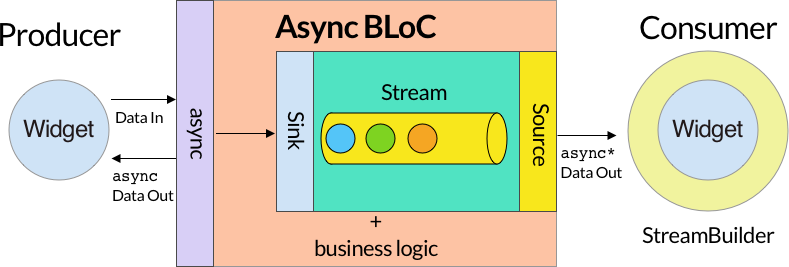 Producer
Widget
Data In
async
Data Out
async
Async BLoC
Sink
Stream
Source
+
business logic
async*
Data Out
Consumer
Widget
StreamBuilder